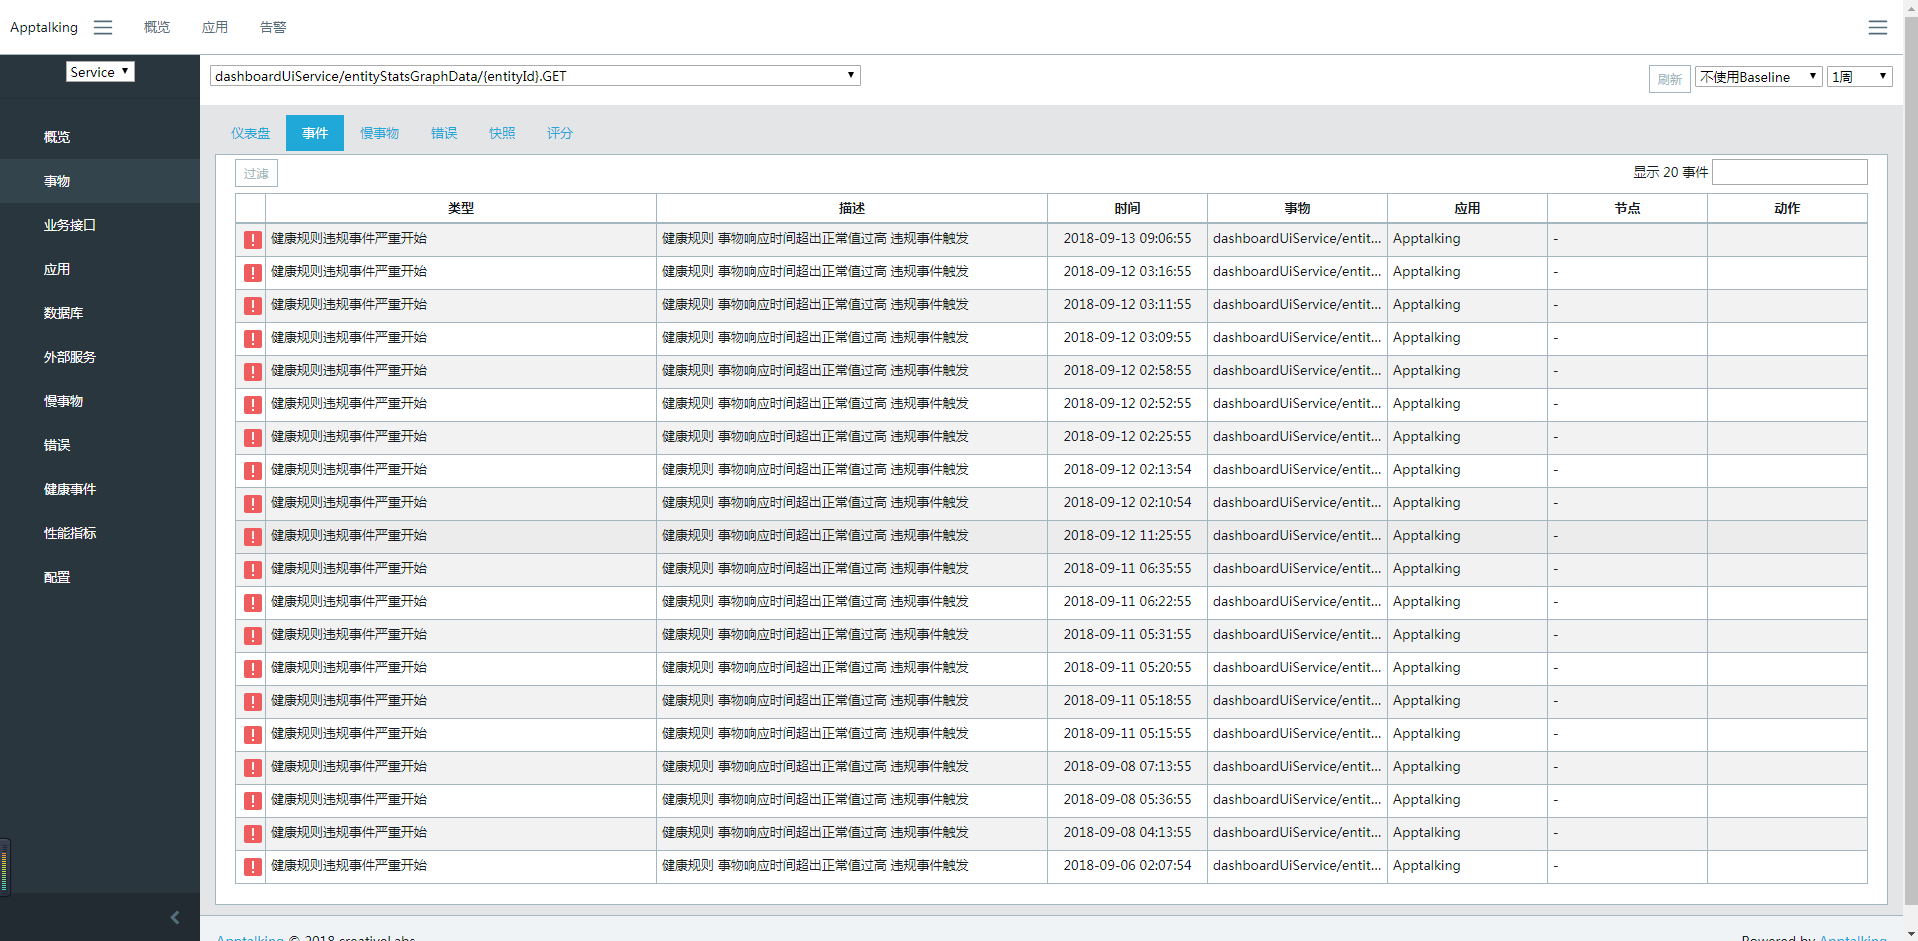 Apptalking 概览 应用 告警
Service
dashboardUiService/entityStatsGraphData/{entityId}.GET 刷新 不使用Baseline 1周
概览
事物
业务接口
应用
数据库
外部服务
慢事物
错误
健康事件
性能指标
配置
仪表盘 事件 慢事物 错误 快照 评分
过滤 显示 20 事件
类型 描述 时间 事物 应用 节点 动作
健康规则违规事件严重开始 健康规则 事物响应时间超出正常值过高 违规事件触发 2018-09-13 09:06:55 dashboardUiService/entit... Apptalking -
健康规则违规事件严重开始 健康规则 事物响应时间超出正常值过高 违规事件触发 2018-09-12 03:16:55 dashboardUiService/entit... Apptalking -
健康规则违规事件严重开始 健康规则 事物响应时间超出正常值过高 违规事件触发 2018-09-12 03:11:55 dashboardUiService/entit... Apptalking -
健康规则违规事件严重开始 健康规则 事物响应时间超出正常值过高 违规事件触发 2018-09-12 03:09:55 dashboardUiService/entit... Apptalking -
健康规则违规事件严重开始 健康规则 事物响应时间超出正常值过高 违规事件触发 2018-09-12 02:58:55 dashboardUiService/entit... Apptalking -
健康规则违规事件严重开始 健康规则 事物响应时间超出正常值过高 违规事件触发 2018-09-12 02:52:55 dashboardUiService/entit... Apptalking -
健康规则违规事件严重开始 健康规则 事物响应时间超出正常值过高 违规事件触发 2018-09-12 02:25:55 dashboardUiService/entit... Apptalking -
健康规则违规事件严重开始 健康规则 事物响应时间超出正常值过高 违规事件触发 2018-09-12 02:13:54 dashboardUiService/entit... Apptalking -
健康规则违规事件严重开始 健康规则 事物响应时间超出正常值过高 违规事件触发 2018-09-12 02:10:54 dashboardUiService/entit... Apptalking -
健康规则违规事件严重开始 健康规则 事物响应时间超出正常值过高 违规事件触发 2018-09-12 11:25:55 dashboardUiService/entit... Apptalking -
健康规则违规事件严重开始 健康规则 事物响应时间超出正常值过高 违规事件触发 2018-09-11 06:35:55 dashboardUiService/entit... Apptalking -
健康规则违规事件严重开始 健康规则 事物响应时间超出正常值过高 违规事件触发 2018-09-11 06:22:55 dashboardUiService/entit... Apptalking -
健康规则违规事件严重开始 健康规则 事物响应时间超出正常值过高 违规事件触发 2018-09-11 05:31:55 dashboardUiService/entit... Apptalking -
健康规则违规事件严重开始 健康规则 事物响应时间超出正常值过高 违规事件触发 2018-09-11 05:20:55 dashboardUiService/entit... Apptalking -
健康规则违规事件严重开始 健康规则 事物响应时间超出正常值过高 违规事件触发 2018-09-11 05:18:55 dashboardUiService/entit... Apptalking -
健康规则违规事件严重开始 健康规则 事物响应时间超出正常值过高 违规事件触发 2018-09-11 05:15:55 dashboardUiService/entit... Apptalking -
健康规则违规事件严重开始 健康规则 事物响应时间超出正常值过高 违规事件触发 2018-09-08 07:13:55 dashboardUiService/entit... Apptalking -
健康规则违规事件严重开始 健康规则 事物响应时间超出正常值过高 违规事件触发 2018-09-08 05:36:55 dashboardUiService/entit... Apptalking -
健康规则违规事件严重开始 健康规则 事物响应时间超出正常值过高 违规事件触发 2018-09-08 04:13:55 dashboardUiService/entit... Apptalking -
健康规则违规事件严重开始 健康规则 事物响应时间超出正常值过高 违规事件触发 2018-09-06 02:07:54 dashboardUiService/entit... Apptalking -
Apptalking © 2018 creativeLabs. Powered by Apptalking